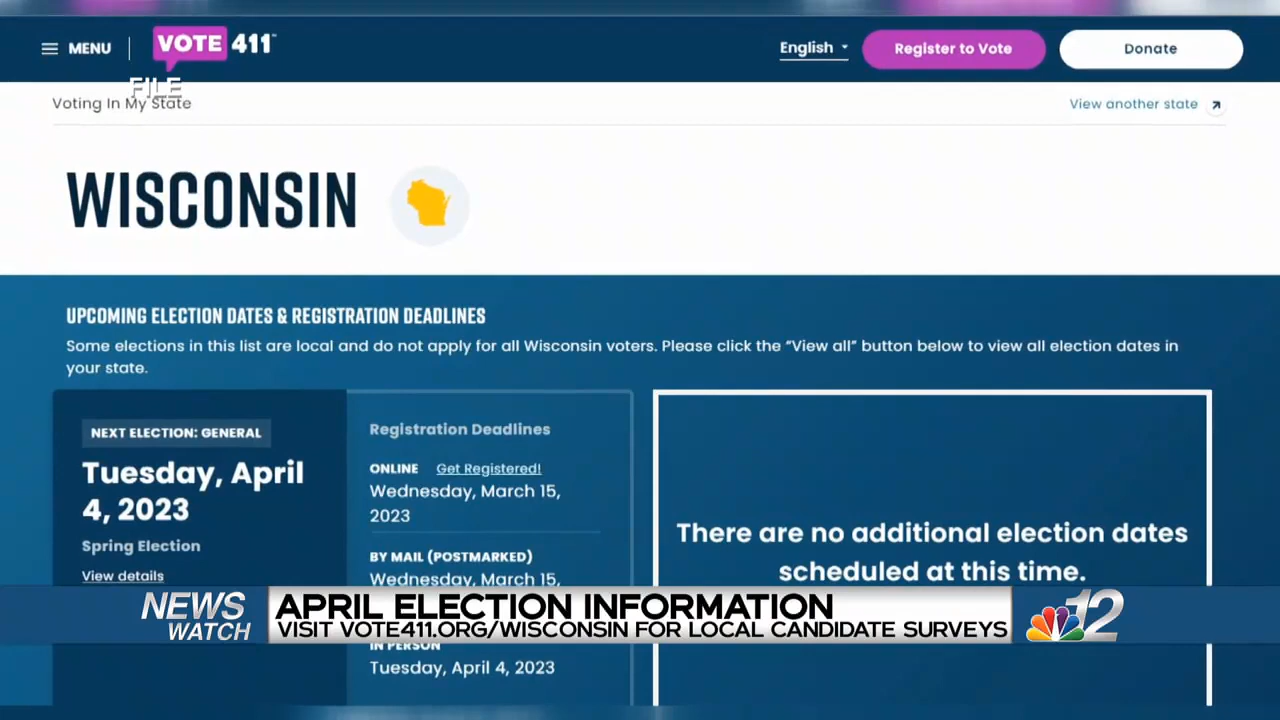 MENU
VOTE 411™
English
Register to Vote
Donate
FILE
Voting In My State
View another state
WISCONSIN
UPCOMING ELECTION DATES & REGISTRATION DEADLINES
Some elections in this list are local and do not apply for all Wisconsin voters. Please click the “View all” button below to view all election dates in
your state.
NEXT ELECTION: GENERAL
Tuesday, April
4, 2023
Spring Election
View details
Registration Deadlines
ONLINE Get Registered!
Wednesday, March 15,
2023
BY MAIL (POSTMARKED)
Wednesday, March 15,
IN PERSON
Tuesday, April 4, 2023
There are no additional election dates
scheduled at this time.
NEWS
WATCH
APRIL ELECTION INFORMATION
VISIT VOTE411.ORG/WISCONSIN FOR LOCAL CANDIDATE SURVEYS
12